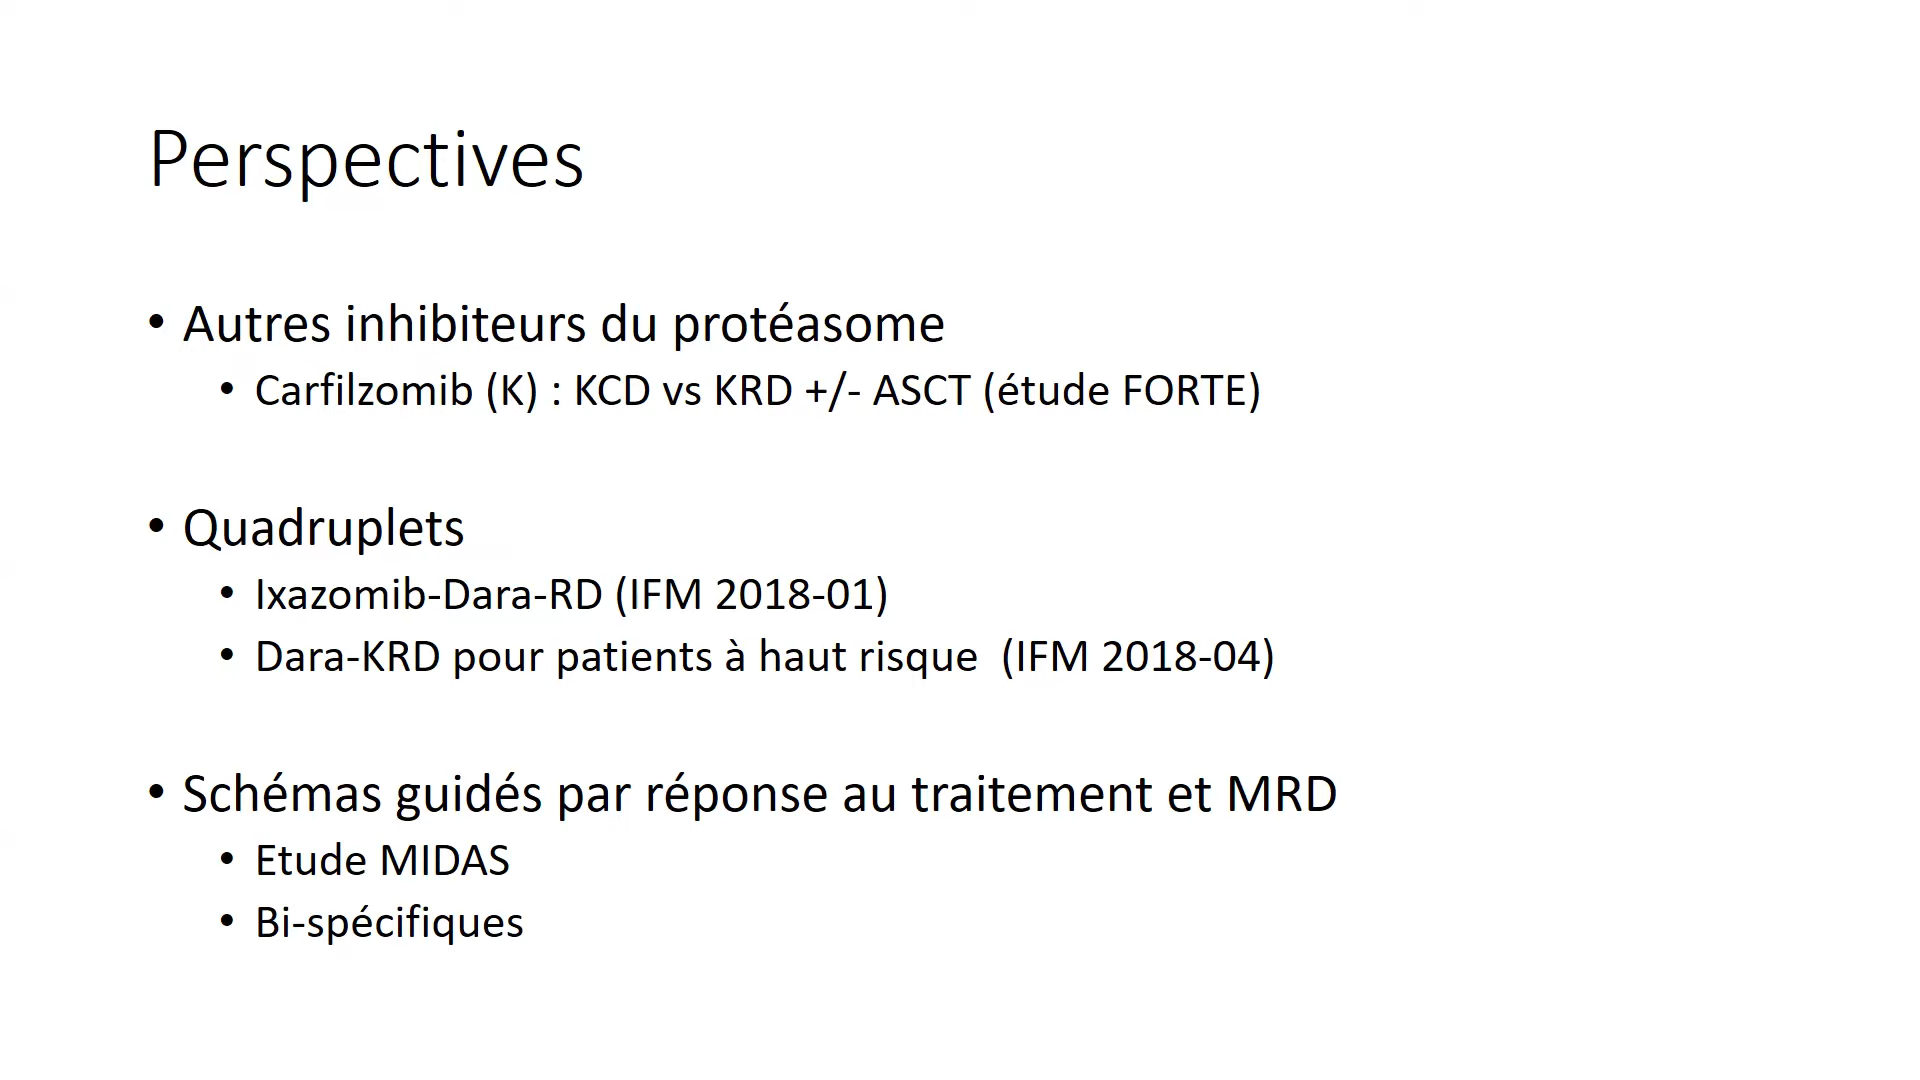 Perspectives
• Autres inhibiteurs du protéasome
• Carfilzomib (K) : KCD vs KRD +/- ASCT (étude FORTE)
• Quadruplets
• Ixazomib-Dara-RD (IFM 2018-01)
• Dara-KRD pour patients à haut risque  (IFM 2018-04)
• Schémas guidés par réponse au traitement et MRD
• Etude MIDAS
• Bi-spécifiques